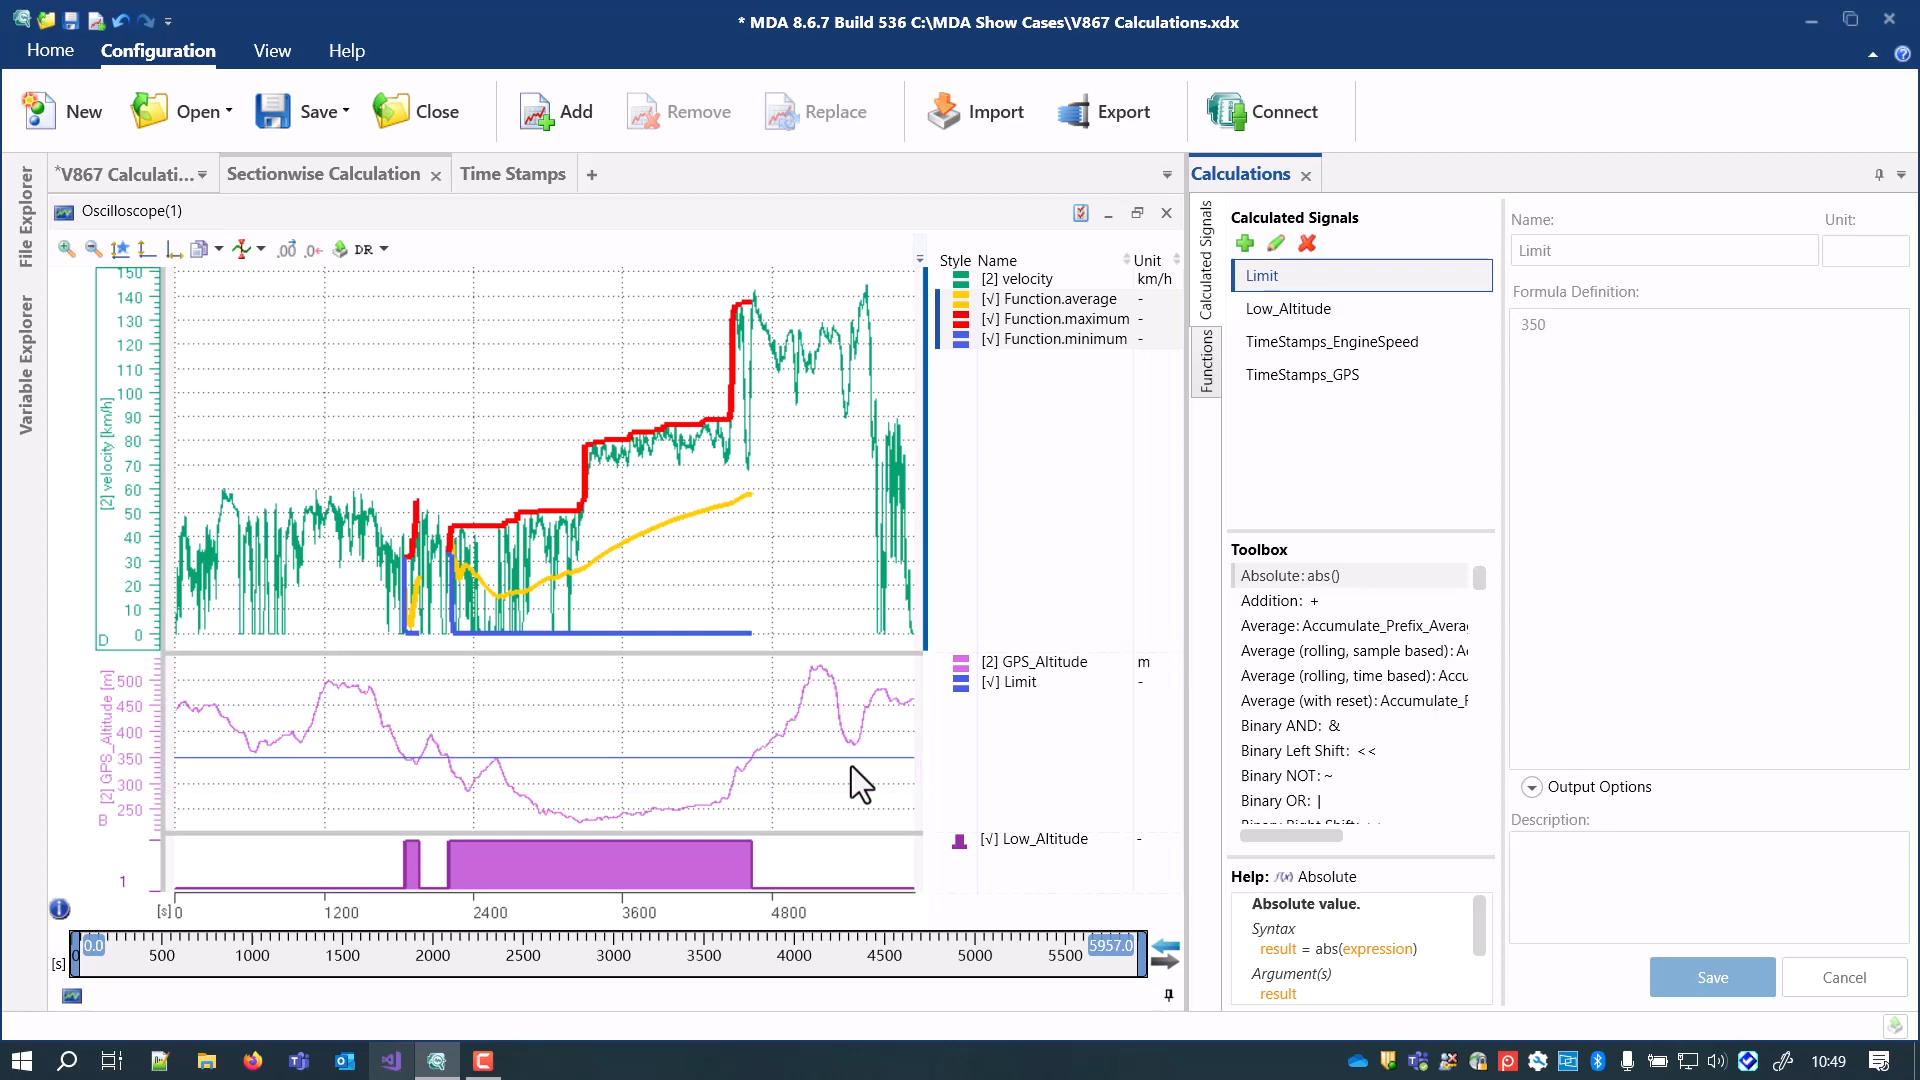 * MDA 8.6.7 Build 536 C:\MDA Show Cases\V867 Calculations.xdx
Home
Configuration
View
Help
New
Open
Save
Close
Add
Remove
Replace
Import
Export
Connect
File Explorer
Variable Explorer
*V867 Calculati...
Sectionwise Calculation
Time Stamps
Oscilloscope(1)
DR
Style Name Unit
[2] velocity km/h
[√] Function.average -
[√] Function.maximum -
[√] Function.minimum -
[2] velocity [km/h]
150
140
130
120
110
100
90
80
70
60
50
40
30
20
10
D 0
[2] GPS_Altitude [m]
500
450
400
350
300
B 250
[2] GPS_Altitude m
[√] Limit -
[√] Low_Altitude -
1
[s]0 1200 2400 3600 4800
0.0 5957.0
[s] 0 500 1000 1500 2000 2500 3000 3500 4000 4500 5000 5500
Calculations
Calculated Signals
Functions
Calculated Signals
Limit
Low_Altitude
TimeStamps_EngineSpeed
TimeStamps_GPS
Toolbox
Absolute: abs()
Addition: +
Average: Accumulate_Prefix_Avera
Average (rolling, sample based): A
Average (rolling, time based): Accu
Average (with reset): Accumulate_
Binary AND: &
Binary Left Shift: <<
Binary NOT: ~
Binary OR: |
Help: f(x) Absolute
Absolute value.
Syntax
result = abs(expression)
Argument(s)
result
Name: Unit:
Limit
Formula Definition:
350
Output Options
Description:
Save
Cancel
10:49